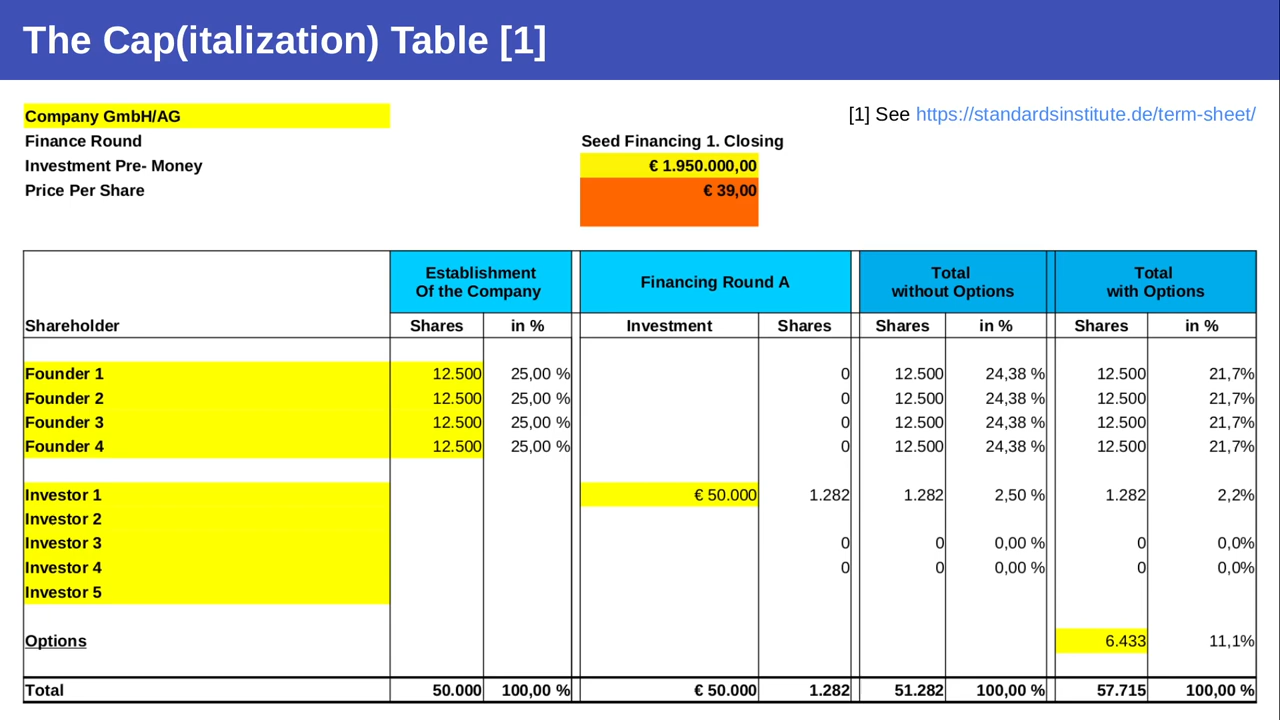 The Cap(italization) Table [1]
Company GmbH/AG
[1] See https://standardsinstitute.de/term-sheet/
Finance Round Seed Financing 1. Closing
Investment Pre- Money € 1.950.000,00
Price Per Share € 39,00
Establishment Of the Company Financing Round A Total without Options Total with Options
Shareholder Shares in % Investment Shares Shares in % Shares in %
Founder 1 12.500 25,00 % 0 12.500 24,38 % 12.500 21,7%
Founder 2 12.500 25,00 % 0 12.500 24,38 % 12.500 21,7%
Founder 3 12.500 25,00 % 0 12.500 24,38 % 12.500 21,7%
Founder 4 12.500 25,00 % 0 12.500 24,38 % 12.500 21,7%
Investor 1 € 50.000 1.282 1.282 2,50 % 1.282 2,2%
Investor 2
Investor 3 0 0 0,00 % 0 0,0%
Investor 4 0 0 0,00 % 0 0,0%
Investor 5
Options 6.433 11,1%
Total 50.000 100,00 % € 50.000 1.282 51.282 100,00 % 57.715 100,00 %